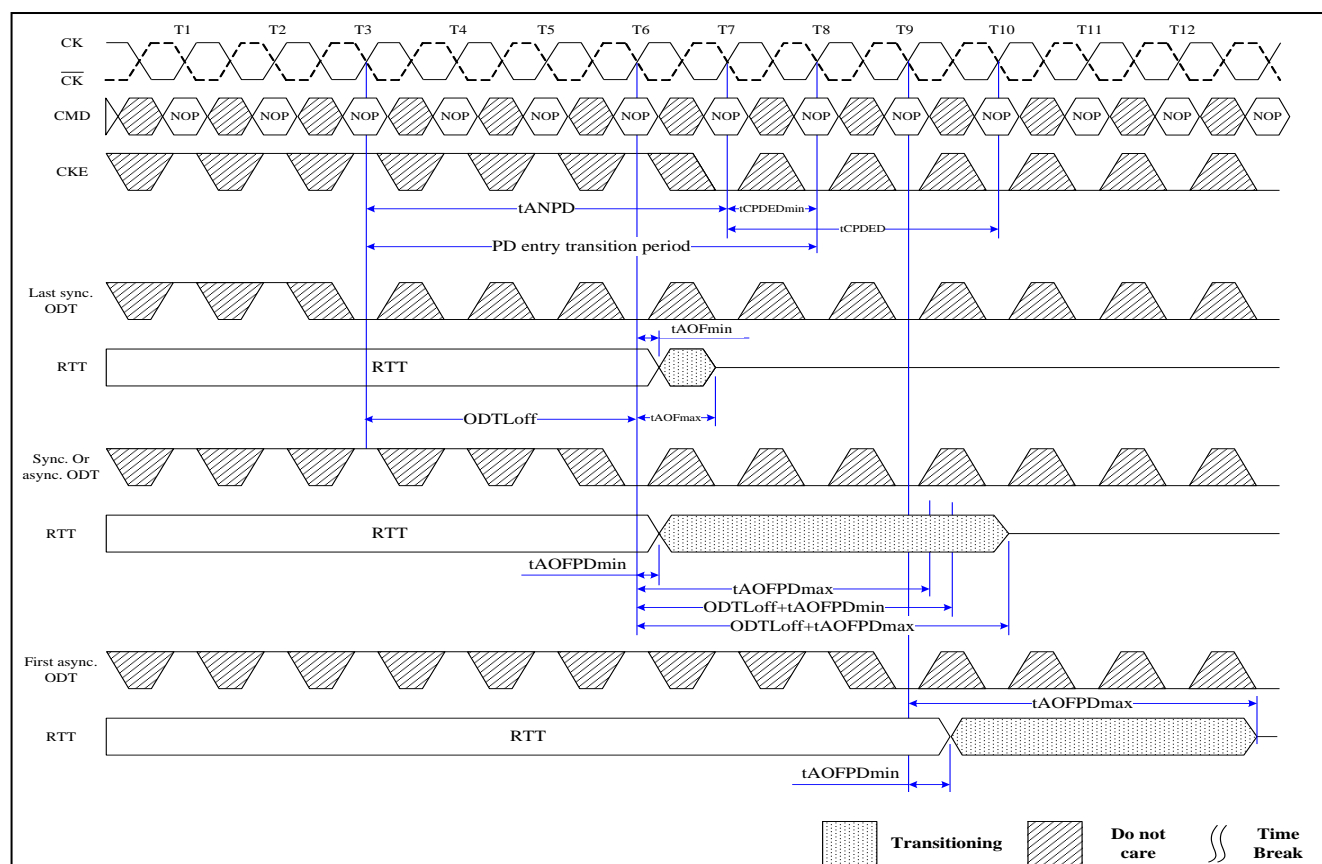 T1 T2 T3 T4 T5 T6 T7 T8 T9 T10 T11 T12
CK
CK
CMD NOP NOP NOP NOP NOP NOP NOP NOP NOP NOP NOP NOP NOP
CKE
tANPD tCPDEDmin
tCPDED
PD entry transition period
Last sync.
ODT
tAOFmin
RTT RTT
ODTLoff tAOFmax
Sync. Or
async. ODT
RTT RTT
tAOFPDmin
tAOFPDmax
ODTLoff+tAOFPDmin
ODTLoff+tAOFPDmax
First async.
ODT
tAOFPDmax
RTT RTT
tAOFPDmin
Transitioning Do not
care Time
Break